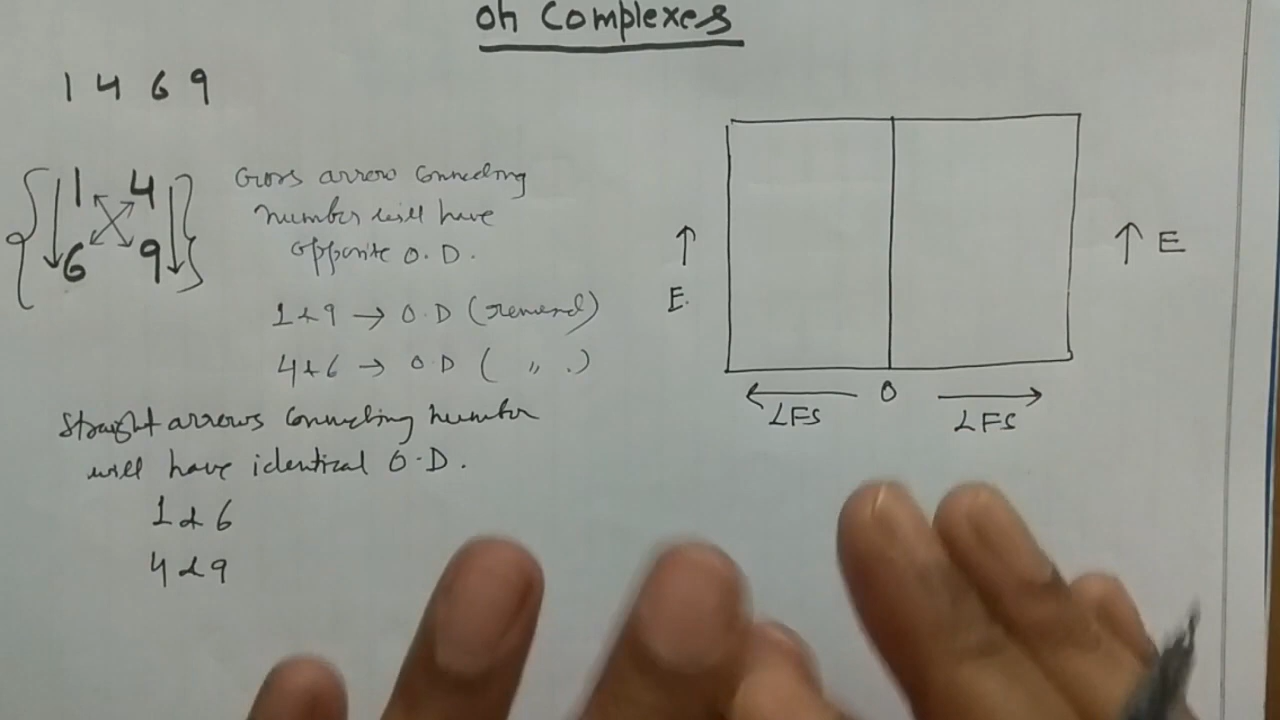 Oh Complexes
1 4 6 9
1 4
6 9
Cross arrow connecting
number will have
opposite O.D.
1 & 9 → O.D (reversed)
4 & 6 → O.D ( ,, .)
Straight arrows connecting number
will have identical O.D.
1 & 6
4 & 9
↑
E.
↑ E
← O →
LFS LFS